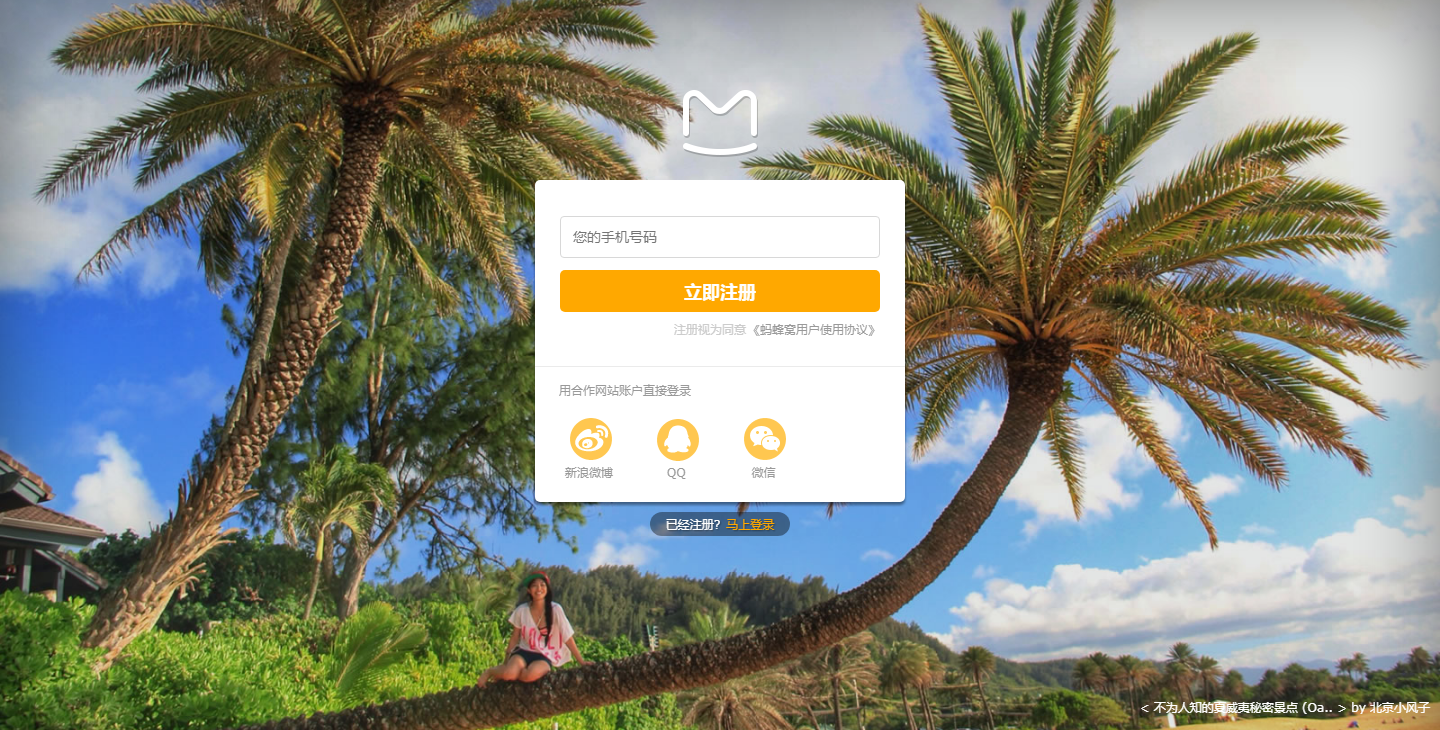 您的手机号码
立即注册
注册视为同意《蚂蜂窝用户使用协议》
用合作网站账户直接登录
新浪微博 QQ 微信
已经注册? 马上登录
< 不为人知的夏威夷秘密景点 (Oa.. > by 北京小风子